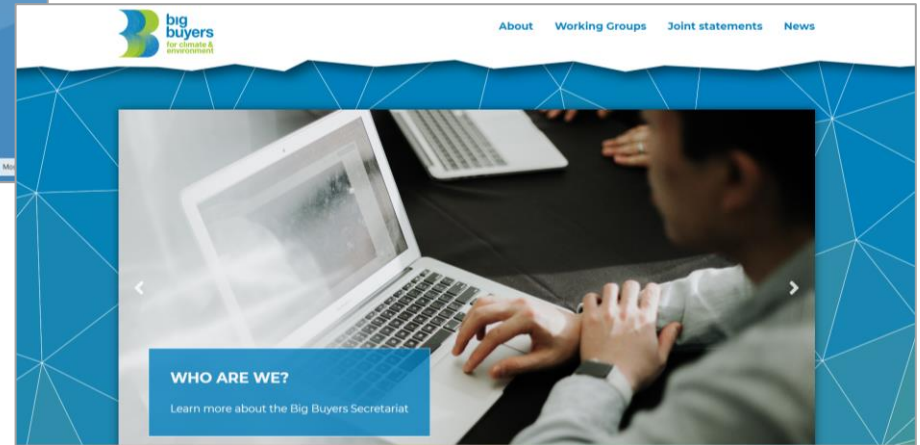 big
buyers
for climate &
environment
About Working Groups Joint statements News
WHO ARE WE?
Learn more about the Big Buyers Secretariat